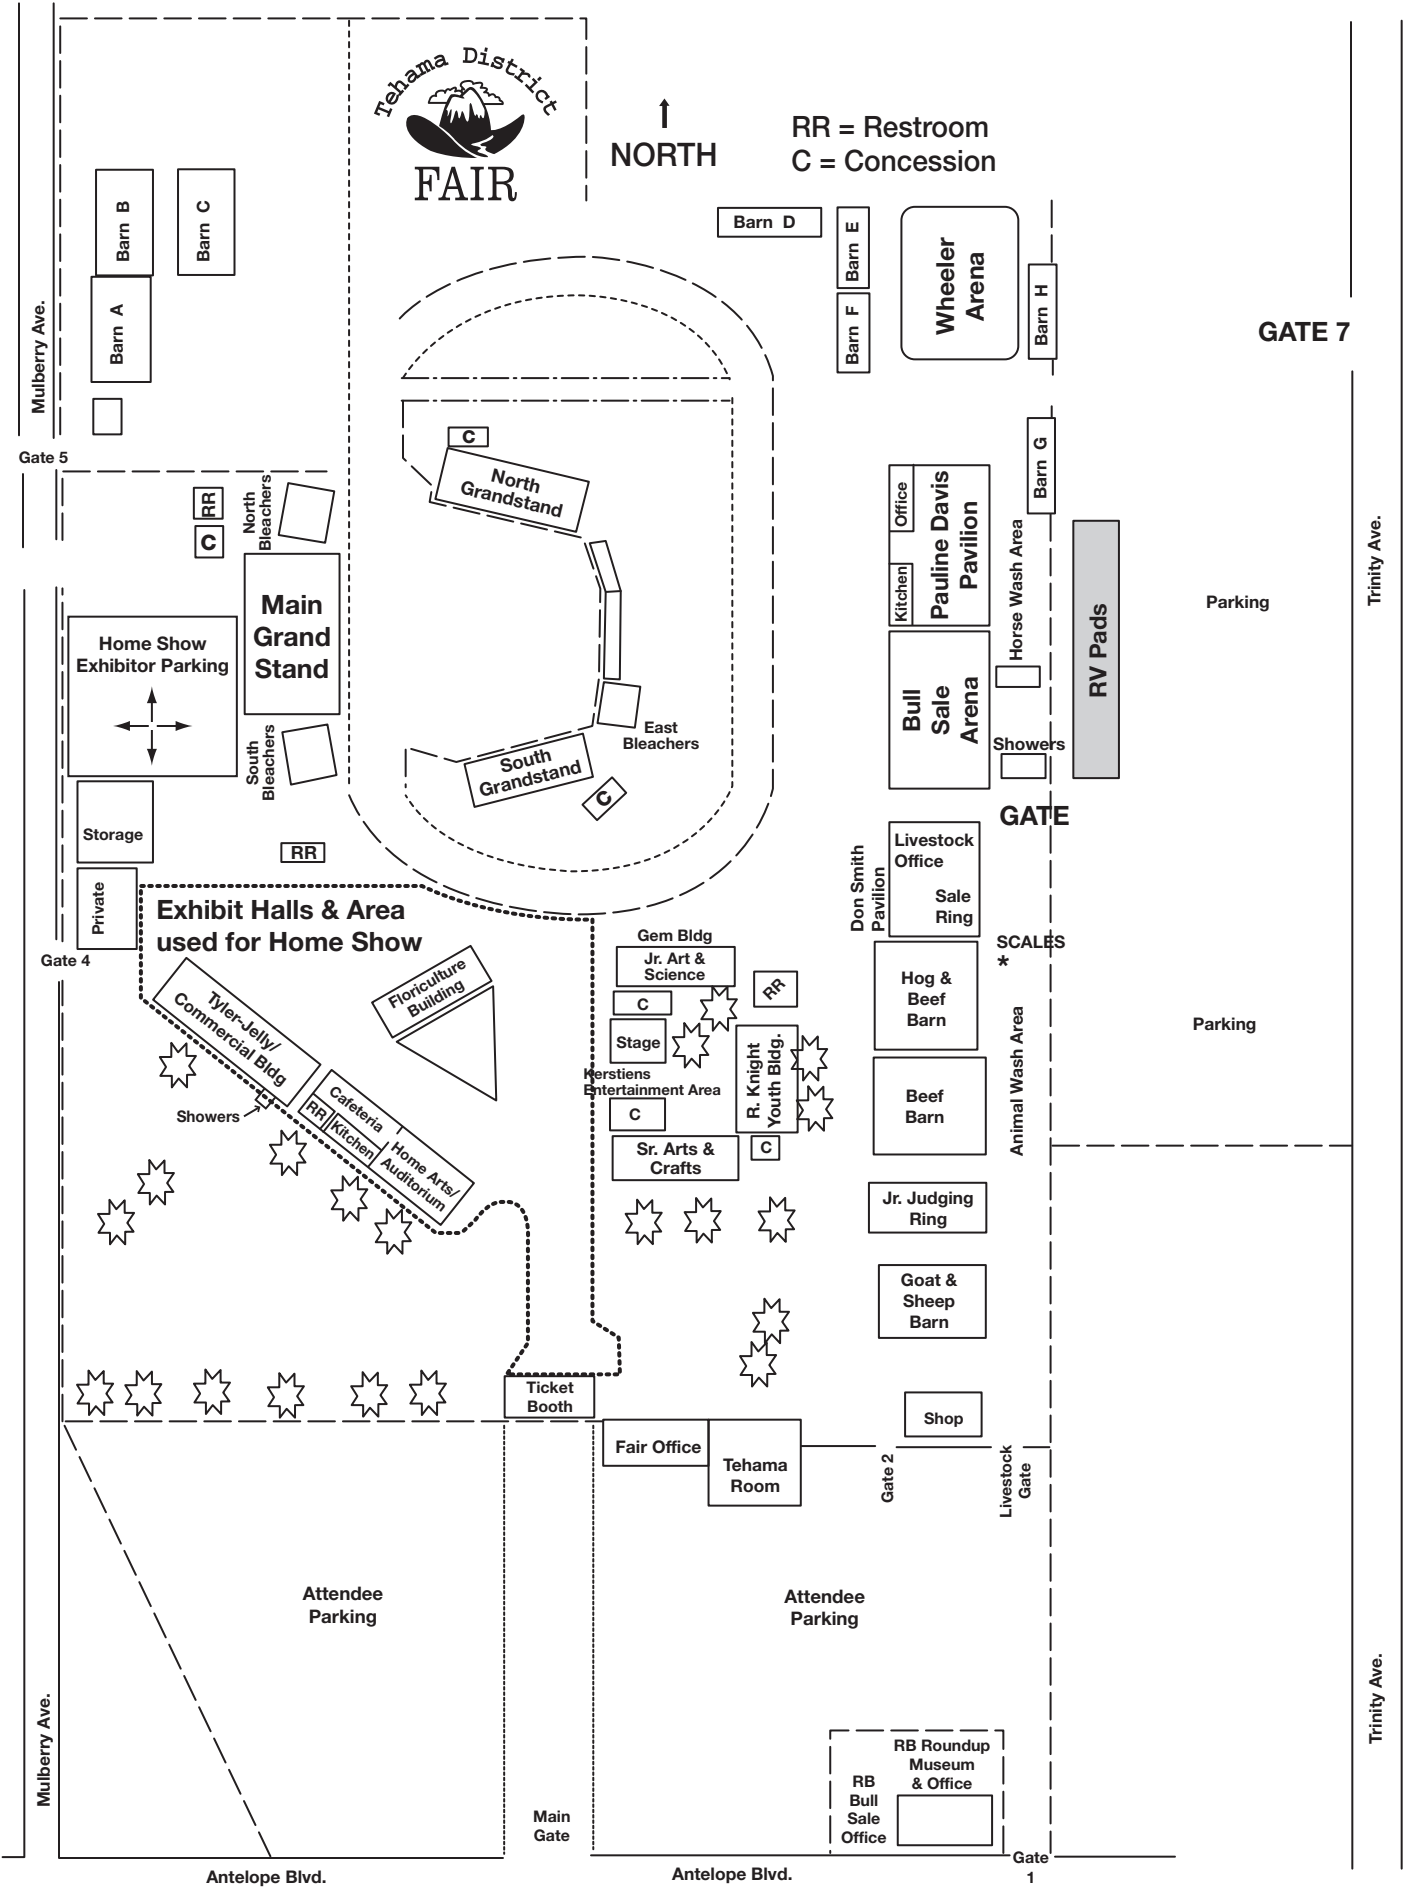 Tehama District
FAIR
NORTH
RR = Restroom
C = Concession
Barn B
Barn C
Barn A
Barn D
Barn E
Barn F
Wheeler
Arena
Barn H
GATE 7
Mulberry Ave.
Gate 5
C
North
Grandstand
RR
C
North
Bleachers
Main
Grand
Stand
Home Show
Exhibitor Parking
South
Bleachers
East
Bleachers
South
Grandstand
C
Office
Kitchen
Pauline Davis
Pavilion
Barn G
Horse Wash Area
RV Pads
Parking
Trinity Ave.
Bull
Sale
Arena
Showers
GATE
Storage
Private
RR
Gate 4
Exhibit Halls & Area
used for Home Show
Floriculture
Building
Tyler-Jelly/
Commercial Bldg
Showers
Cafeteria
RR
Kitchen
Home Arts/
Auditorium
Gem Bldg
Jr. Art &
Science
C
RR
Stage
Kerstiens
Entertainment Area
C
R. Knight
Youth Bldg.
Sr. Arts &
Crafts
C
Don Smith
Pavilion
Livestock
Office
Sale
Ring
SCALES
*
Hog &
Beef
Barn
Animal Wash Area
Parking
Beef
Barn
Jr. Judging
Ring
Goat &
Sheep
Barn
Shop
Ticket
Booth
Fair Office
Tehama
Room
Gate 2
Livestock
Gate
Attendee
Parking
Attendee
Parking
Mulberry Ave.
Trinity Ave.
Main
Gate
RB Roundup
Museum
& Office
RB
Bull
Sale
Office
Gate
1
Antelope Blvd.
Antelope Blvd.